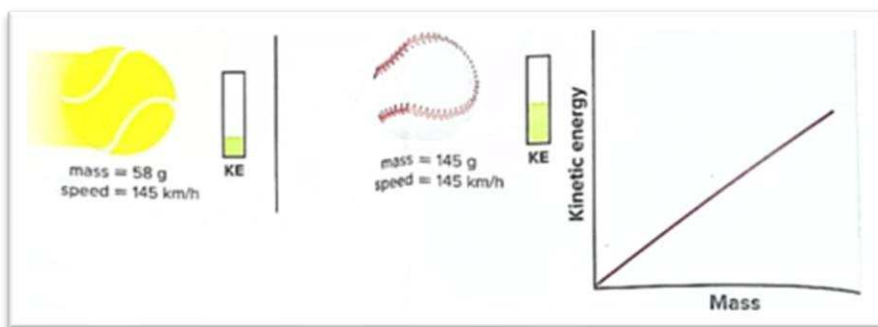 mass = 58 g
speed = 145 km/h
KE
mass = 145 g
speed = 145 km/h
KE
Kinetic energy
Mass